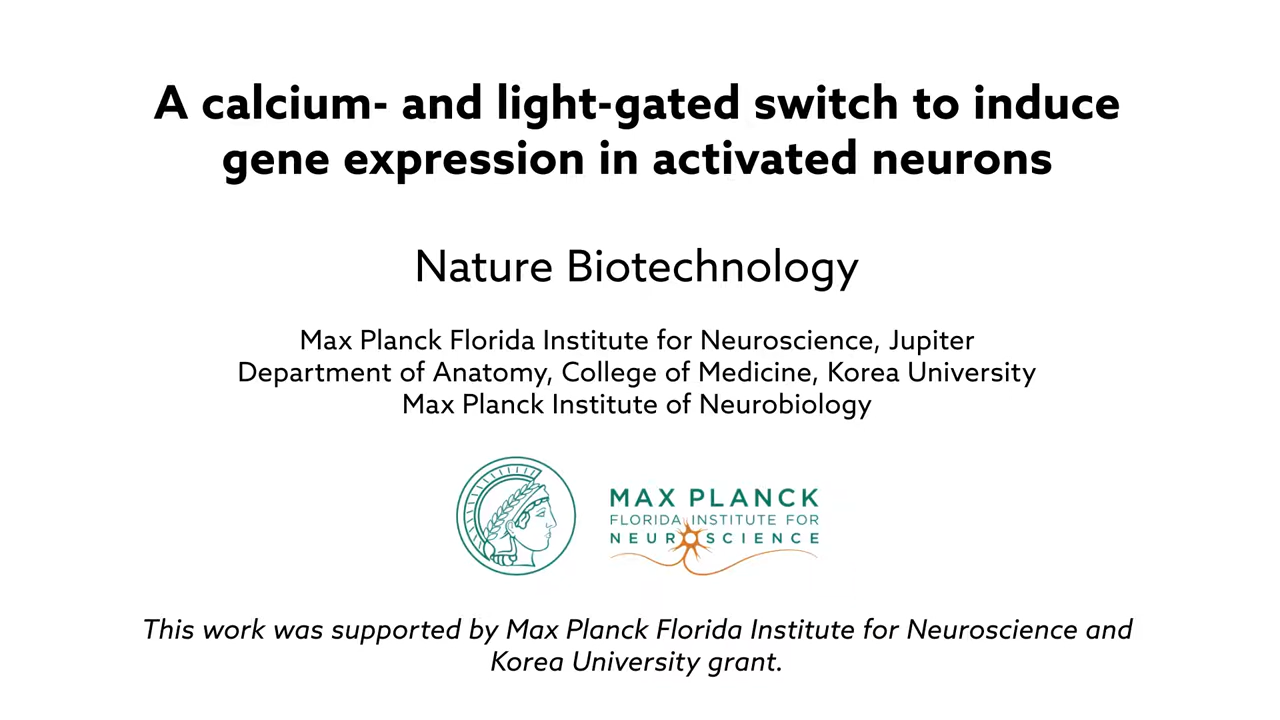 A calcium- and light-gated switch to induce
gene expression in activated neurons
Nature Biotechnology
Max Planck Florida Institute for Neuroscience, Jupiter
Department of Anatomy, College of Medicine, Korea University
Max Planck Institute of Neurobiology
MAX PLANCK
FLORIDA INSTITUTE FOR
NEUROSCIENCE
This work was supported by Max Planck Florida Institute for Neuroscience and
Korea University grant.